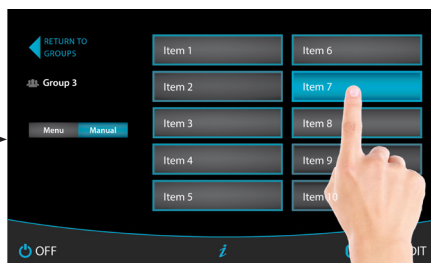 RETURN TO
GROUPS
Group 3
Menu
Manual
Item 1
Item 2
Item 3
Item 4
Item 5
Item 6
Item 7
Item 8
Item 9
Item
OFF
i